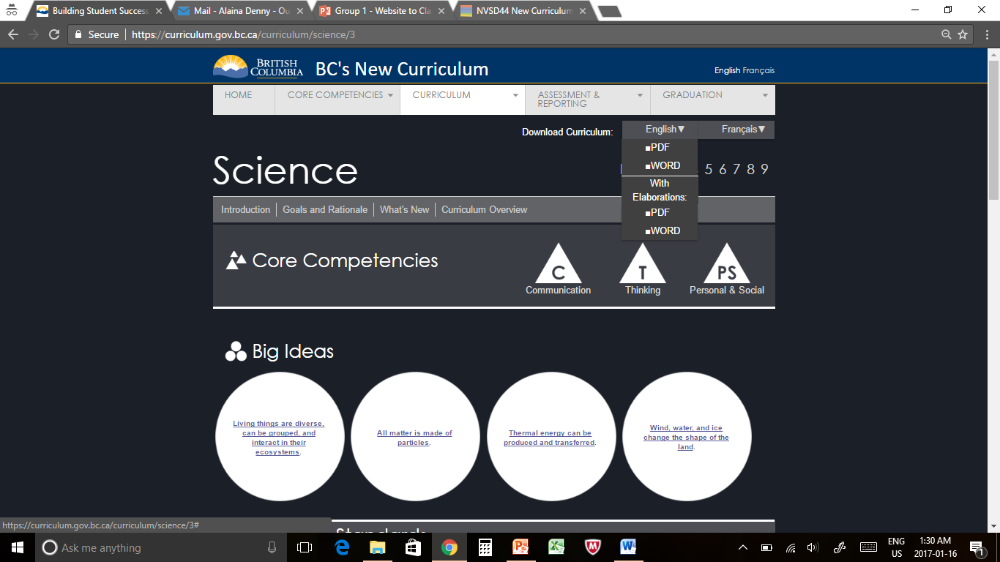 Building Student Success
Mail - Alaina Denny - Ou
Group 1 - Website to Cla
NVSD44 New Curriculum
Secure
https://curriculum.gov.bc.ca/curriculum/science/3
BRITISH
COLUMBIA
BC's New Curriculum
English Français
HOME
CORE COMPETENCIES
CURRICULUM
ASSESSMENT &
REPORTING
GRADUATION
Download Curriculum:
English▼
Français▼
■PDF
■WORD
With
Elaborations:
■PDF
■WORD
Science
5 6 7 8 9
Introduction
Goals and Rationale
What's New
Curriculum Overview
Core Competencies
C
Communication
T
Thinking
PS
Personal & Social
Big Ideas
Living things are diverse,
can be grouped, and
interact in their
ecosystems.
All matter is made of
particles.
Thermal energy can be
produced and transferred.
Wind, water, and ice
change the shape of the
land.
https://curriculum.gov.bc.ca/curriculum/science/3#
Ask me anything
ENG
US
1:30 AM
2017-01-16
1